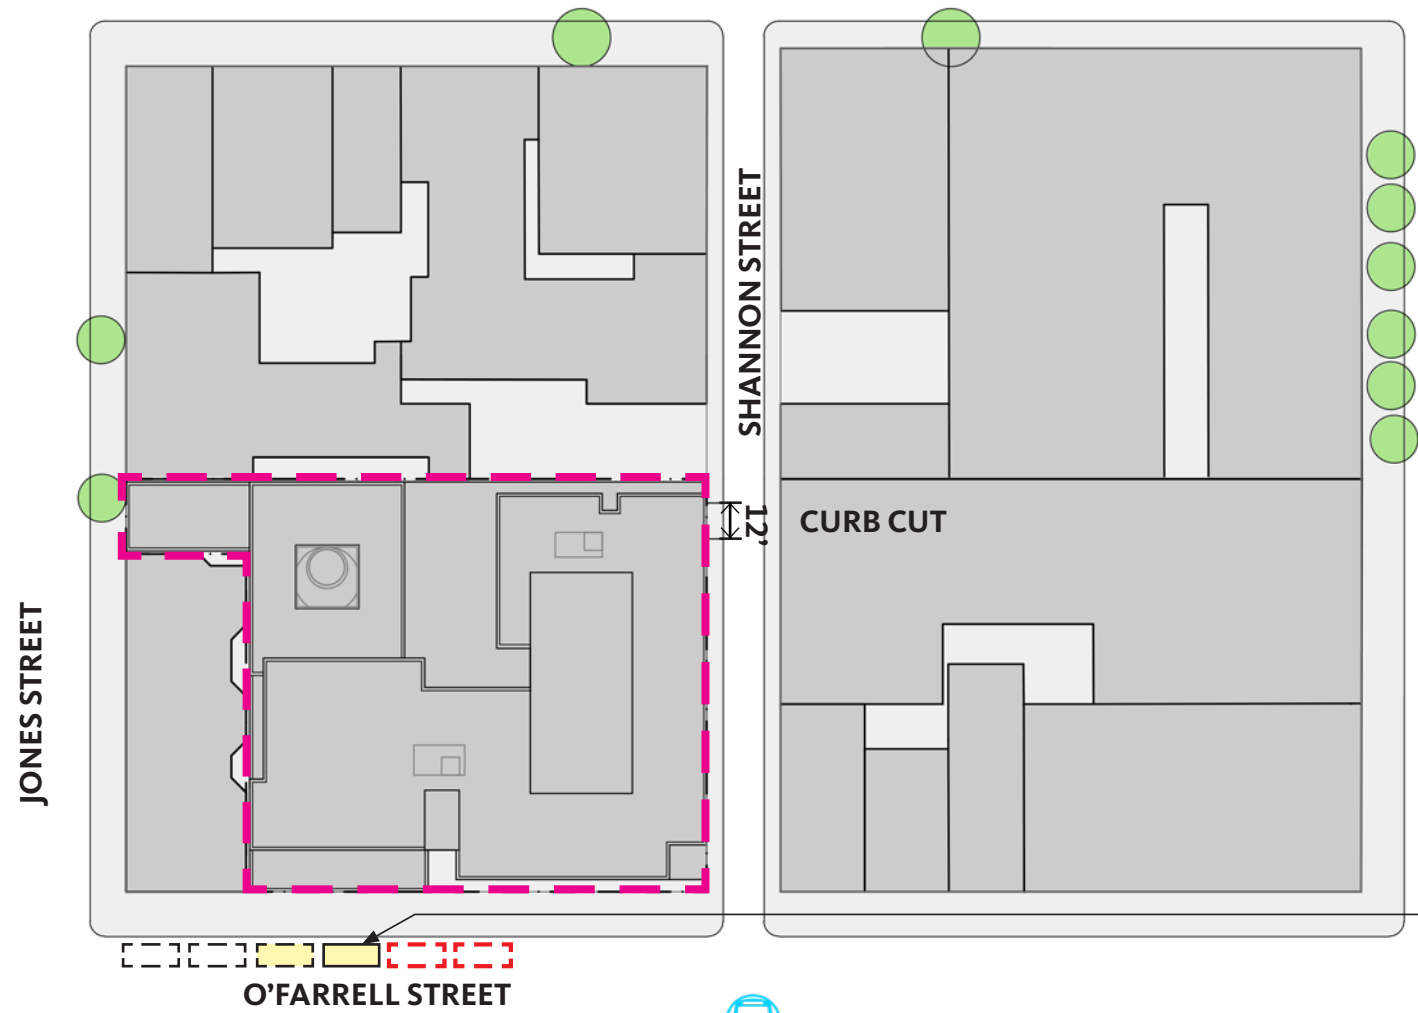 SHANNON STREET
12'
CURB CUT
JONES STREET
O’FARRELL STREET